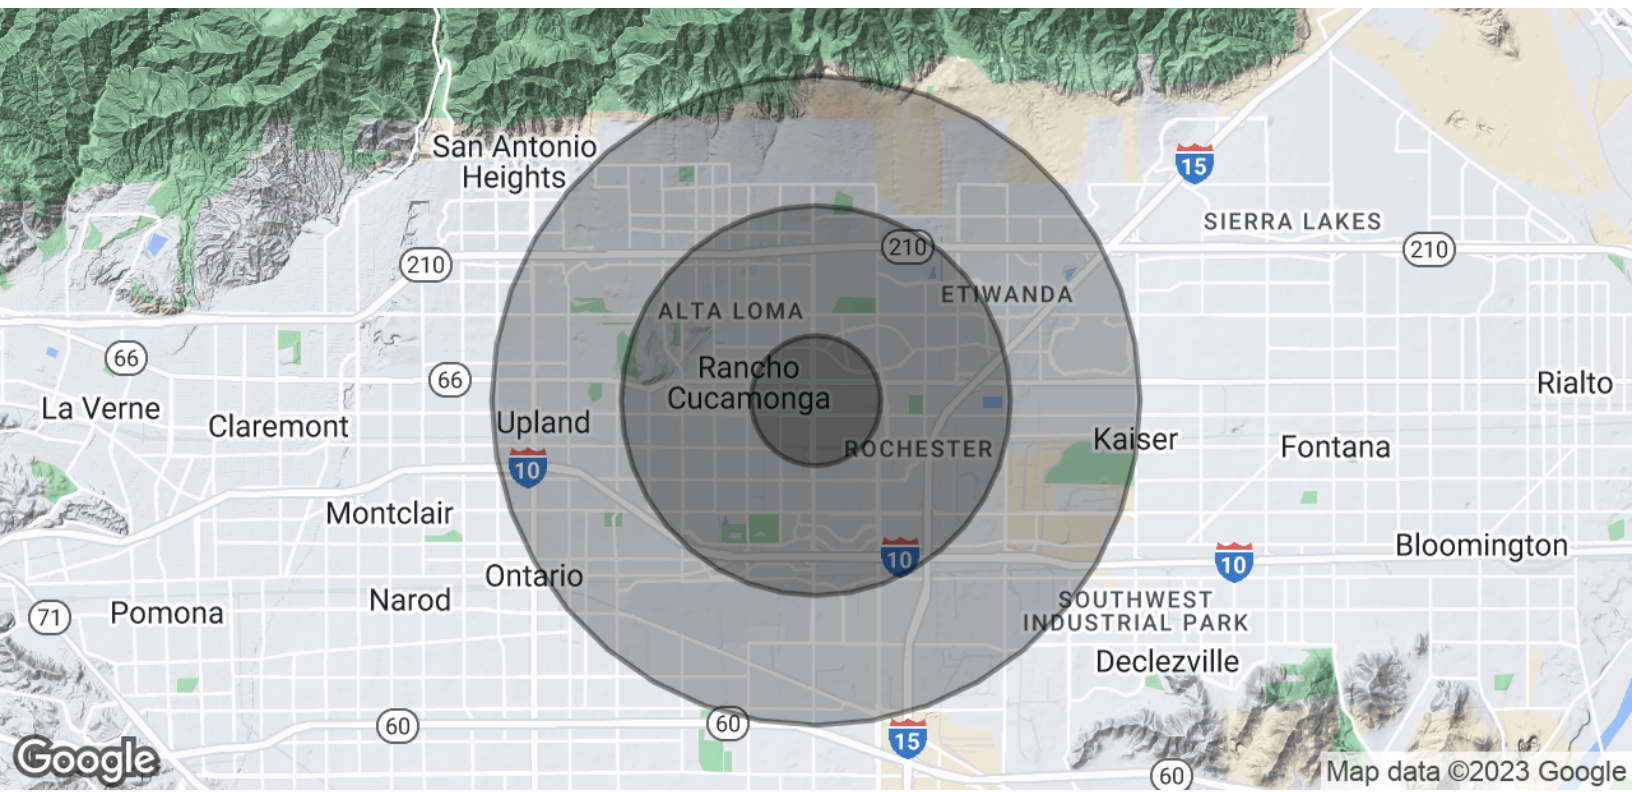 San Antonio
Heights
15
SIERRA LAKES
210
210
210
ETIWANDA
ALTA LOMA
66
66
Rancho
Cucamonga
Rialto
La Verne
Claremont
Upland
Kaiser
Fontana
ROCHESTER
10
Montclair
Bloomington
10
10
Ontario
Narod
Pomona
71
SOUTHWEST
INDUSTRIAL PARK
Declezville
60
60
15
Google
60
Map data ©2023 Google